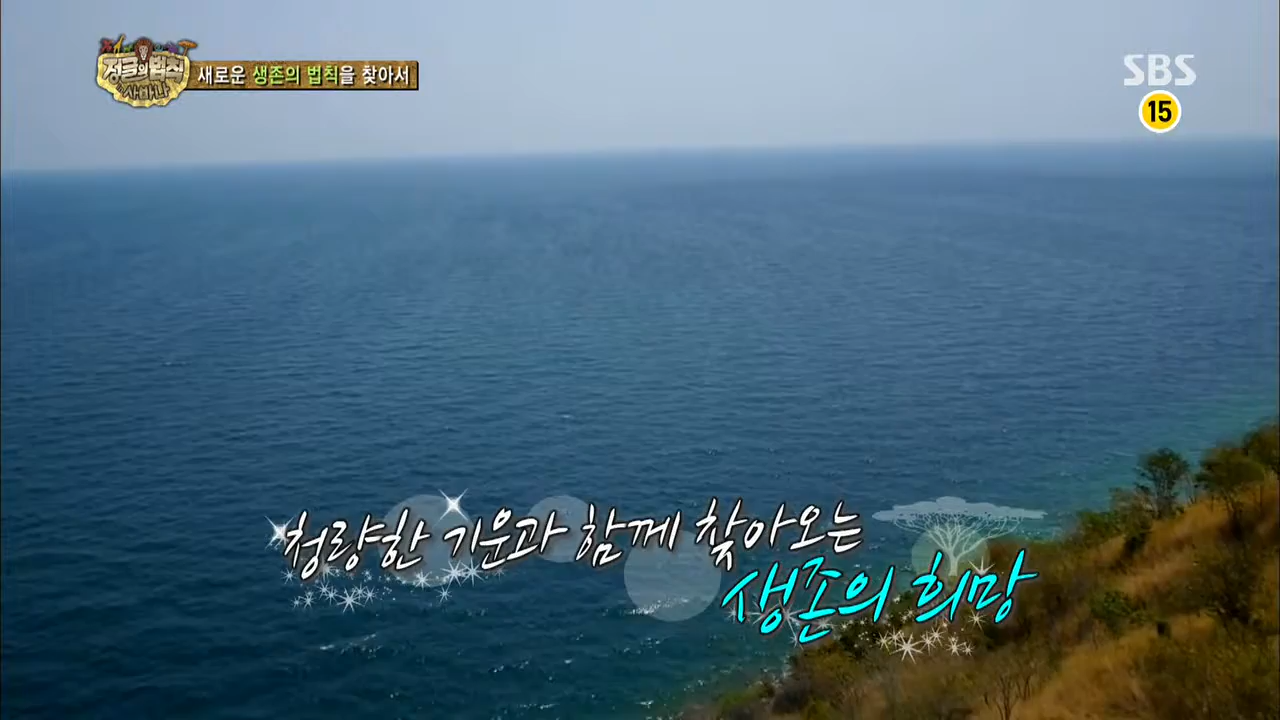 정글의 법칙
사바나
새로운 생존의 법칙을 찾아서
SBS
15
청량한 기운과 함께 찾아오는
생존의 희망